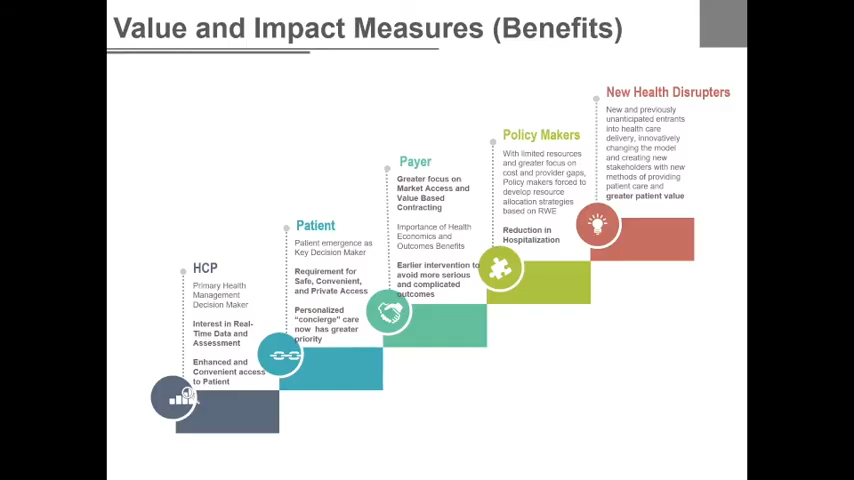 Value and Impact Measures (Benefits)
New Health Disrupters
New and previously
unanticipated entrants
into health care
delivery, innovatively
changing the model
and creating new
stakeholders with new
methods of providing
patient care and
greater patient value
Policy Makers
With limited resources
and greater focus on
cost and provider gaps,
Policy makers forced to
develop resource
allocation strategies
based on RWE
Reduction in
Hospitalization
Payer
Greater focus on
Market Access and
Value Based
Contracting
Importance of Health
Economics and
Outcomes Benefits
Earlier intervention to
avoid more serious
and complicated
outcomes
Patient
Patient emergence as
Key Decision Maker
Requirement for
Safe, Convenient,
and Private Access
Personalized
“concierge” care
now has greater
priority
HCP
Primary Health
Management
Decision Maker
Interest in Real-
Time Data and
Assessment
Enhanced and
Convenient access
to Patient